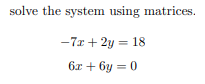 solve the system using matrices.
−7x + 2y = 18
6x + 6y = 0